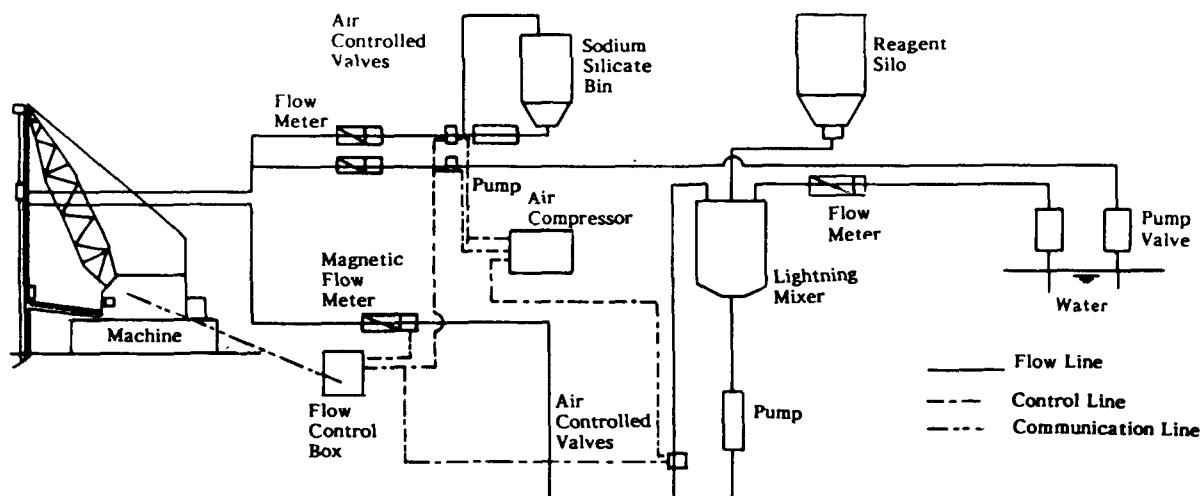 Air
Controlled
Valves
Sodium
Silicate
Bin
Reagent
Silo
Flow
Meter
Pump
Air
Compressor
Flow
Meter
Pump
Valve
Magnetic
Flow
Meter
Lightning
Mixer
Water
Machine
Flow
Control
Box
Air
Controlled
Valves
Pump
Flow Line
Control Line
Communication Line